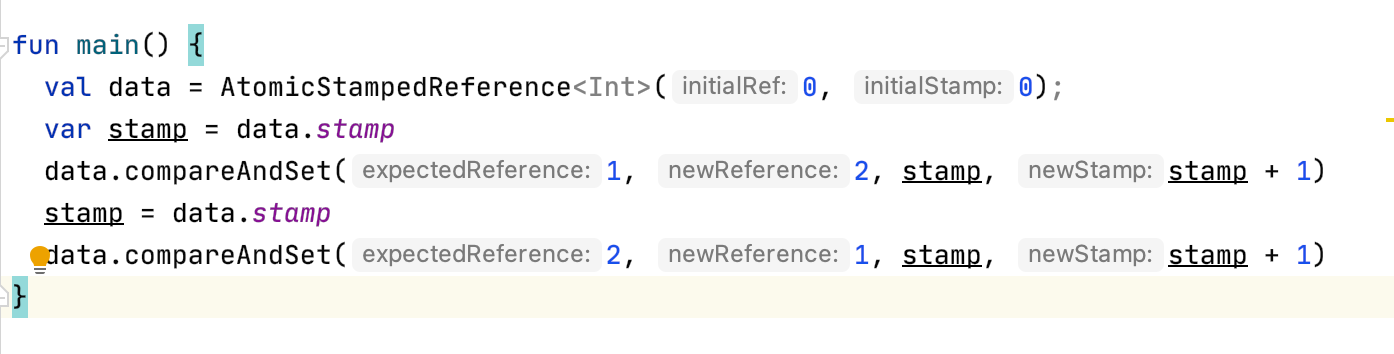 fun main() {
val data = AtomicStampedReference<Int>( initialRef: 0, initialStamp: 0);
var stamp = data.stamp
data.compareAndSet( expectedReference: 1, newReference: 2, stamp, newStamp: stamp + 1)
stamp = data.stamp
data.compareAndSet( expectedReference: 2, newReference: 1, stamp, newStamp: stamp + 1)
}